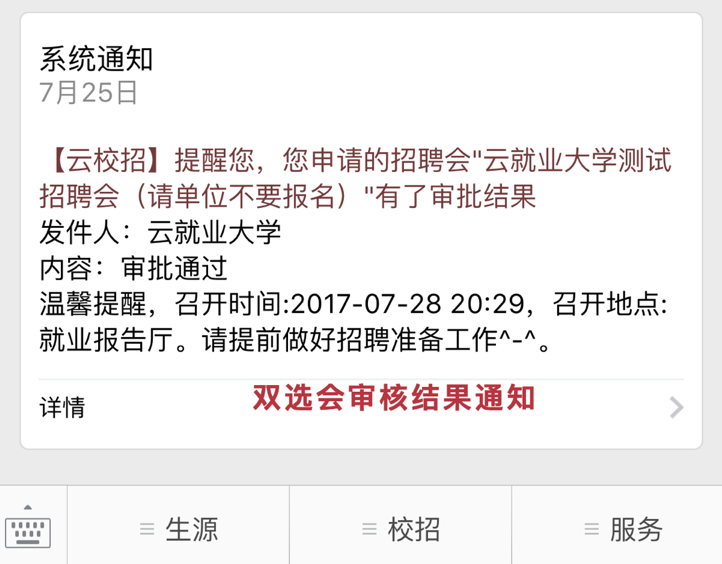 系统通知
7月25日
【云校招】提醒您，您申请的招聘会"云就业大学测试
招聘会（请单位不要报名）"有了审批结果
发件人：云就业大学
内容：审批通过
温馨提醒，召开时间:2017-07-28 20:29，召开地点:
就业报告厅。请提前做好招聘准备工作^-^。
详情
双选会审核结果通知
生源
校招
服务